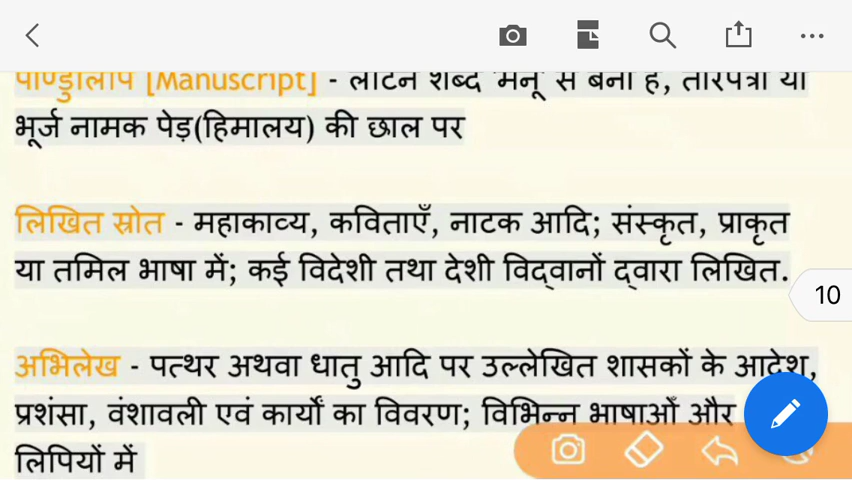 पाण्डुलिपि [Manuscript] - लैटिन शब्द 'मेनू' से बना है, तारपत्रों या
भूर्ज नामक पेड़(हिमालय) की छाल पर
लिखित स्रोत - महाकाव्य, कविताएँ, नाटक आदि; संस्कृत, प्राकृत
या तमिल भाषा में; कई विदेशी तथा देशी विद्वानों द्वारा लिखित.
10
अभिलेख - पत्थर अथवा धातु आदि पर उल्लेखित शासकों के आदेश,
प्रशंसा, वंशावली एवं कार्यों का विवरण; विभिन्न भाषाओँ और
लिपियों में